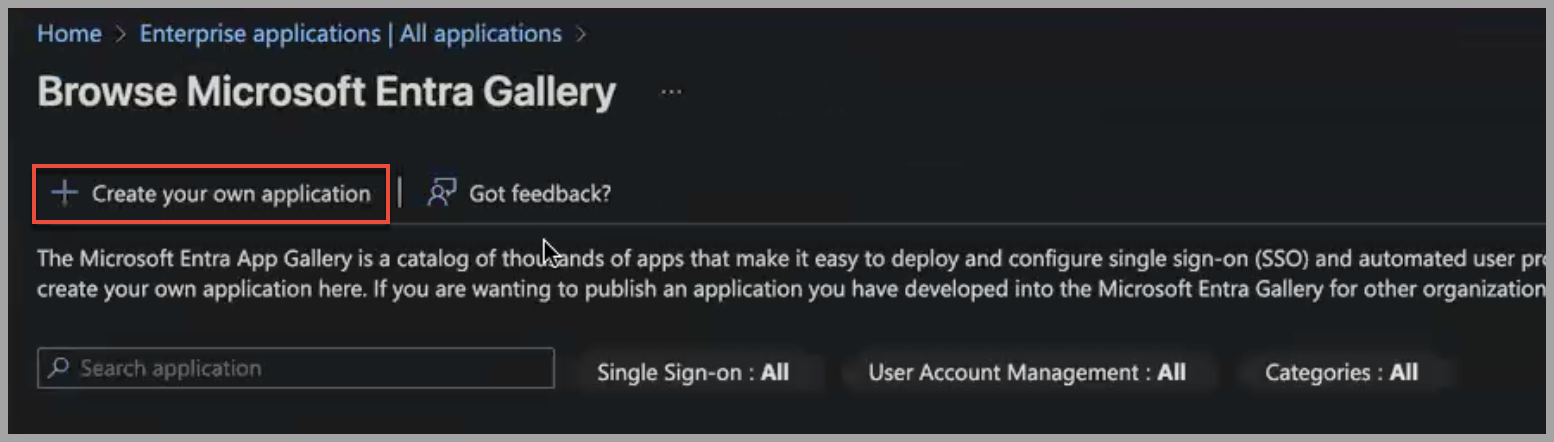 Home > Enterprise applications | All applications >
Browse Microsoft Entra Gallery ...
+ Create your own application | Got feedback?
The Microsoft Entra App Gallery is a catalog of thousands of apps that make it easy to deploy and configure single sign-on (SSO) and automated user pro
create your own application here. If you are wanting to publish an application you have developed into the Microsoft Entra Gallery for other organization
Search application Single Sign-on : All User Account Management : All Categories : All